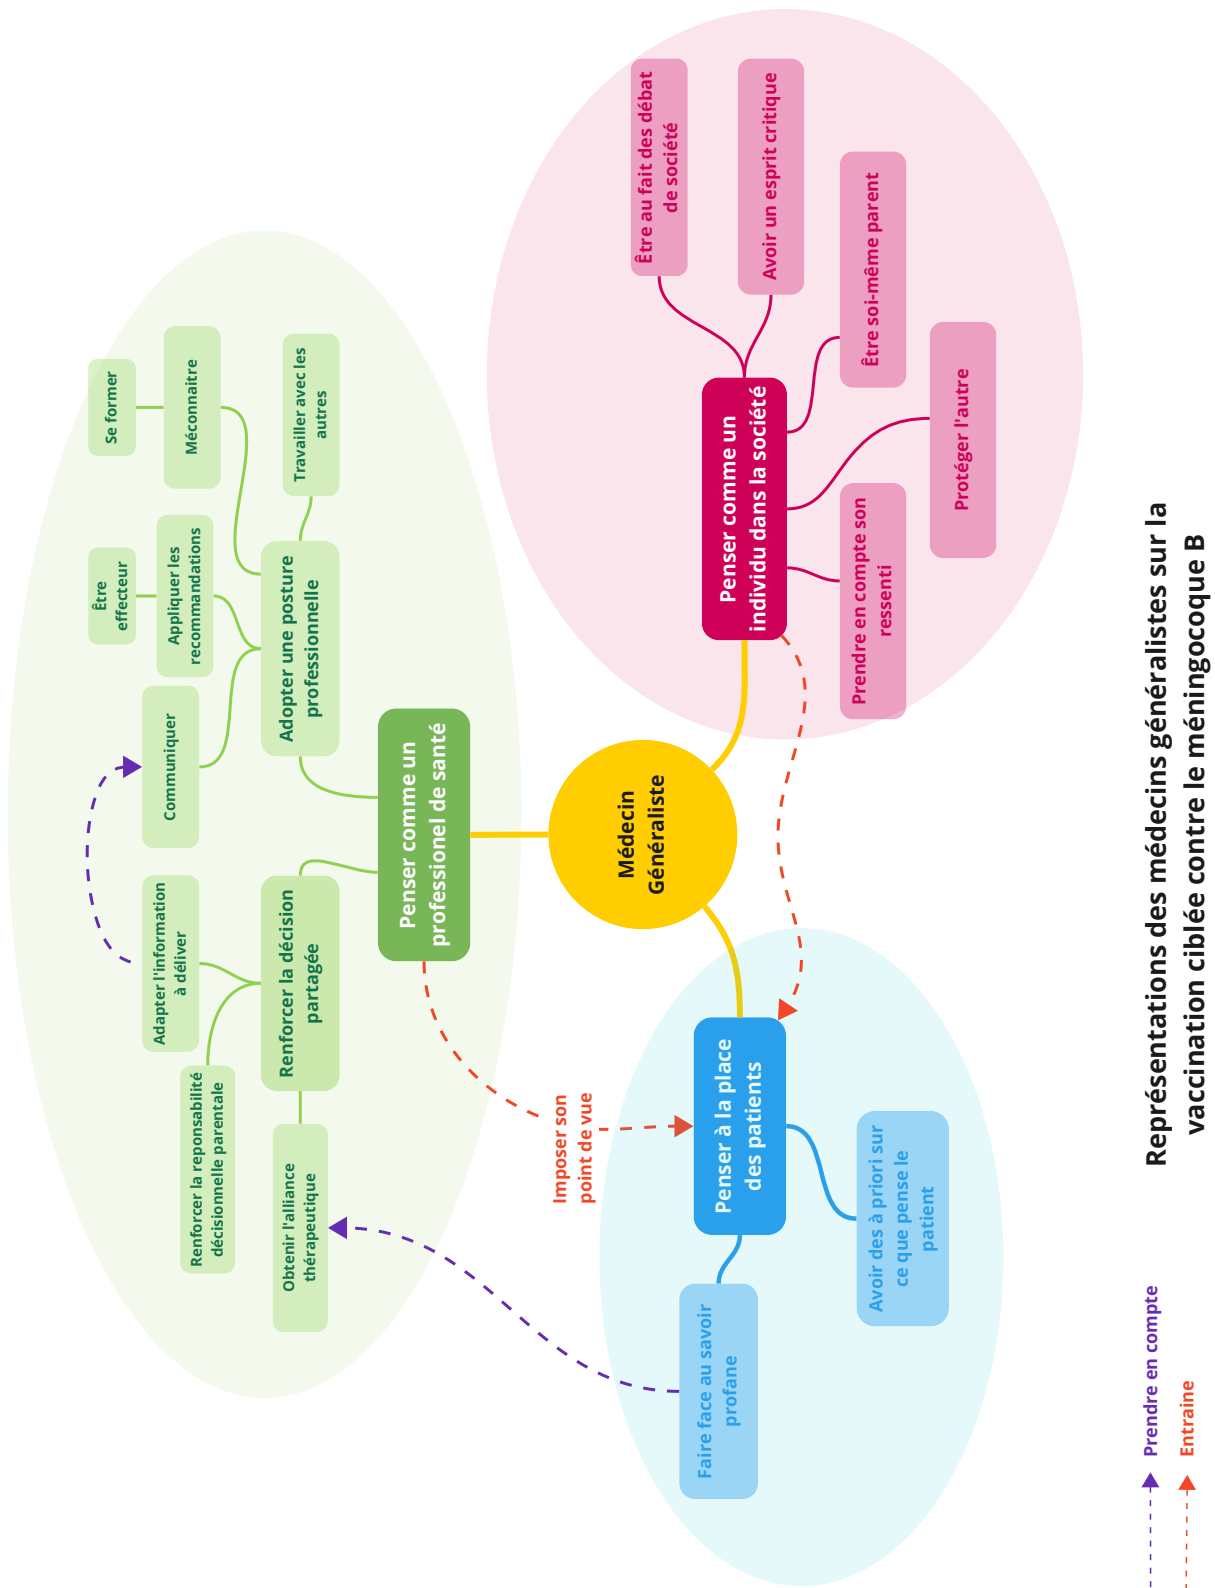 Se former
Méconnaitre
Travailler avec les
autres
Être
effecteur
Appliquer les
recommandations
Communiquer
Adopter une posture
professionnelle
Adapter l'information
à déliver
Renforcer la reponsabilité
décisionnelle parentale
Obtenir l'alliance
thérapeutique
Renforcer la décision
partagée
Penser comme un
professionel de santé
Médecin
Généraliste
Être au fait des débat
de société
Avoir un esprit critique
Être soi-même parent
Protéger l'autre
Prendre en compte son
ressenti
Penser comme un
individu dans la société
Imposer son
point de vue
Penser à la place
des patients
Faire face au savoir
profane
Avoir des à priori sur
ce que pense le
patient
Représentations des médecins généralistes sur la
vaccination ciblée contre le méningocoque B
Prendre en compte
Entraine